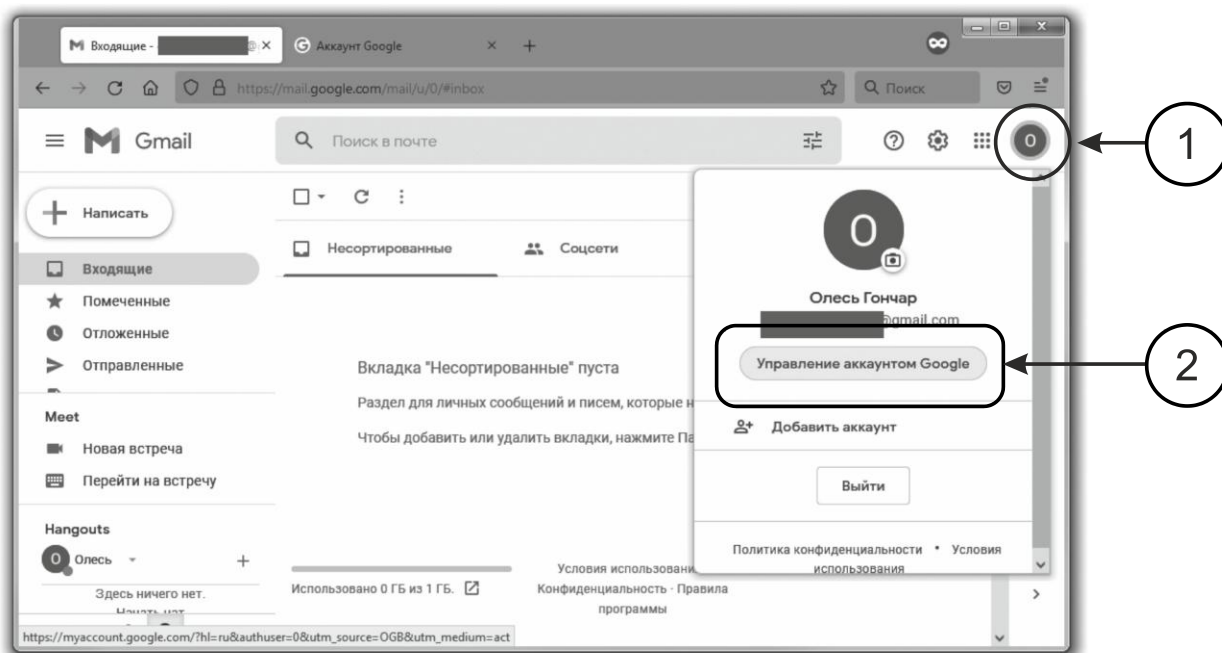 Входящие -
Аккаунт Google
https://mail.google.com/mail/u/0/#inbox
Поиск
Gmail
Поиск в почте
О
1
Написать
Несортированные
Соцсети
О
Входящие
Помеченные
Отложенные
Отправленные
Олесь Гончар
@gmail.com
Управление аккаунтом Google
2
Вкладка "Несортированные" пуста
Раздел для личных сообщений и писем, которые н
Чтобы добавить или удалить вкладки, нажмите Па
Добавить аккаунт
Выйти
Meet
Новая встреча
Перейти на встречу
Hangouts
О Олесь
Здесь ничего нет.
Политика конфиденциальности • Условия
использования
Использовано 0 ГБ из 1 ГБ.
Условия использовани
Конфиденциальность · Правила
программы
https://myaccount.google.com/?hl=ru&authuser=0&utm_source=OGB&utm_medium=act